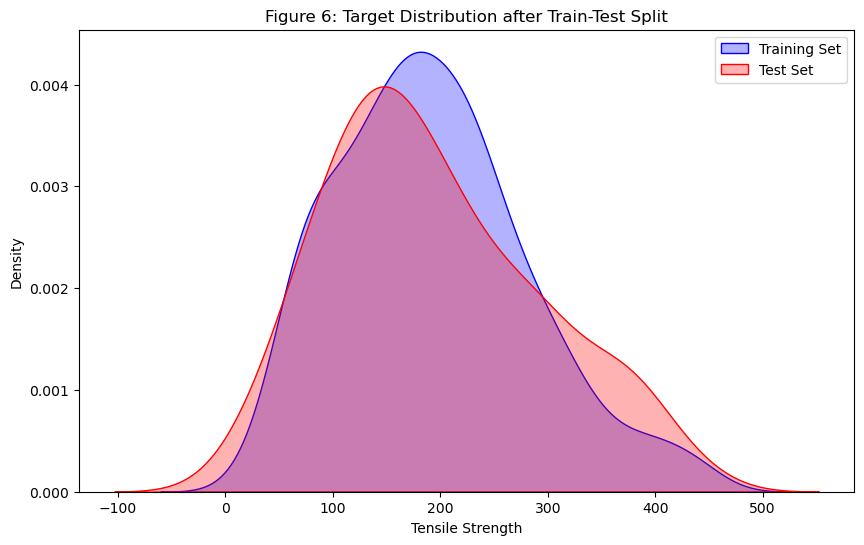 Figure 6: Target Distribution after Train-Test Split
Training Set
Test Set
Density
0.004
0.003
0.002
0.001
0.000
−100
0
100
200
300
400
500
Tensile Strength